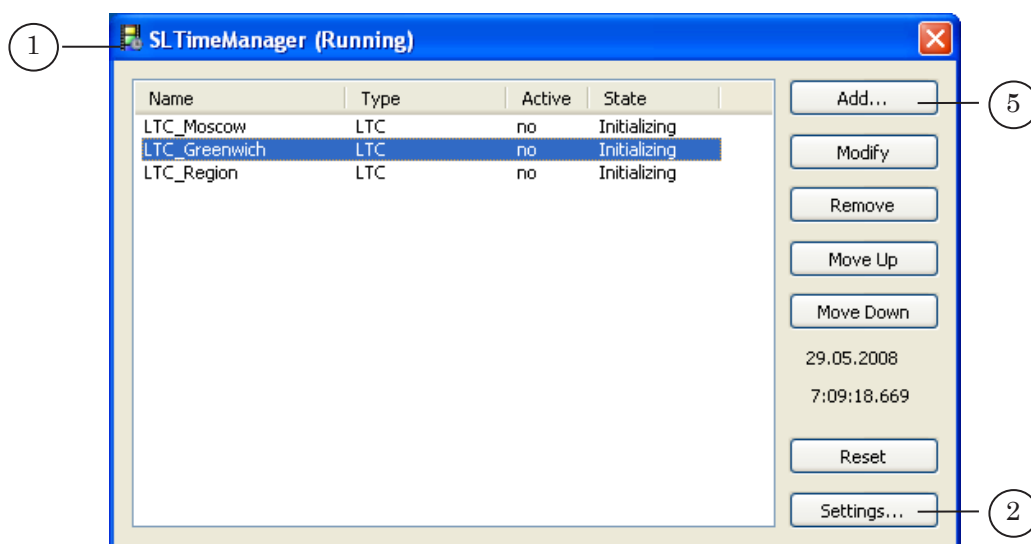 1
SLTimeManager (Running)
Name Type Active State
LTC_Moscow LTC no Initializing
LTC_Greenwich LTC no Initializing
LTC_Region LTC no Initializing
Add...
5
Modify
Remove
Move Up
Move Down
29.05.2008
7:09:18.669
Reset
Settings...
2